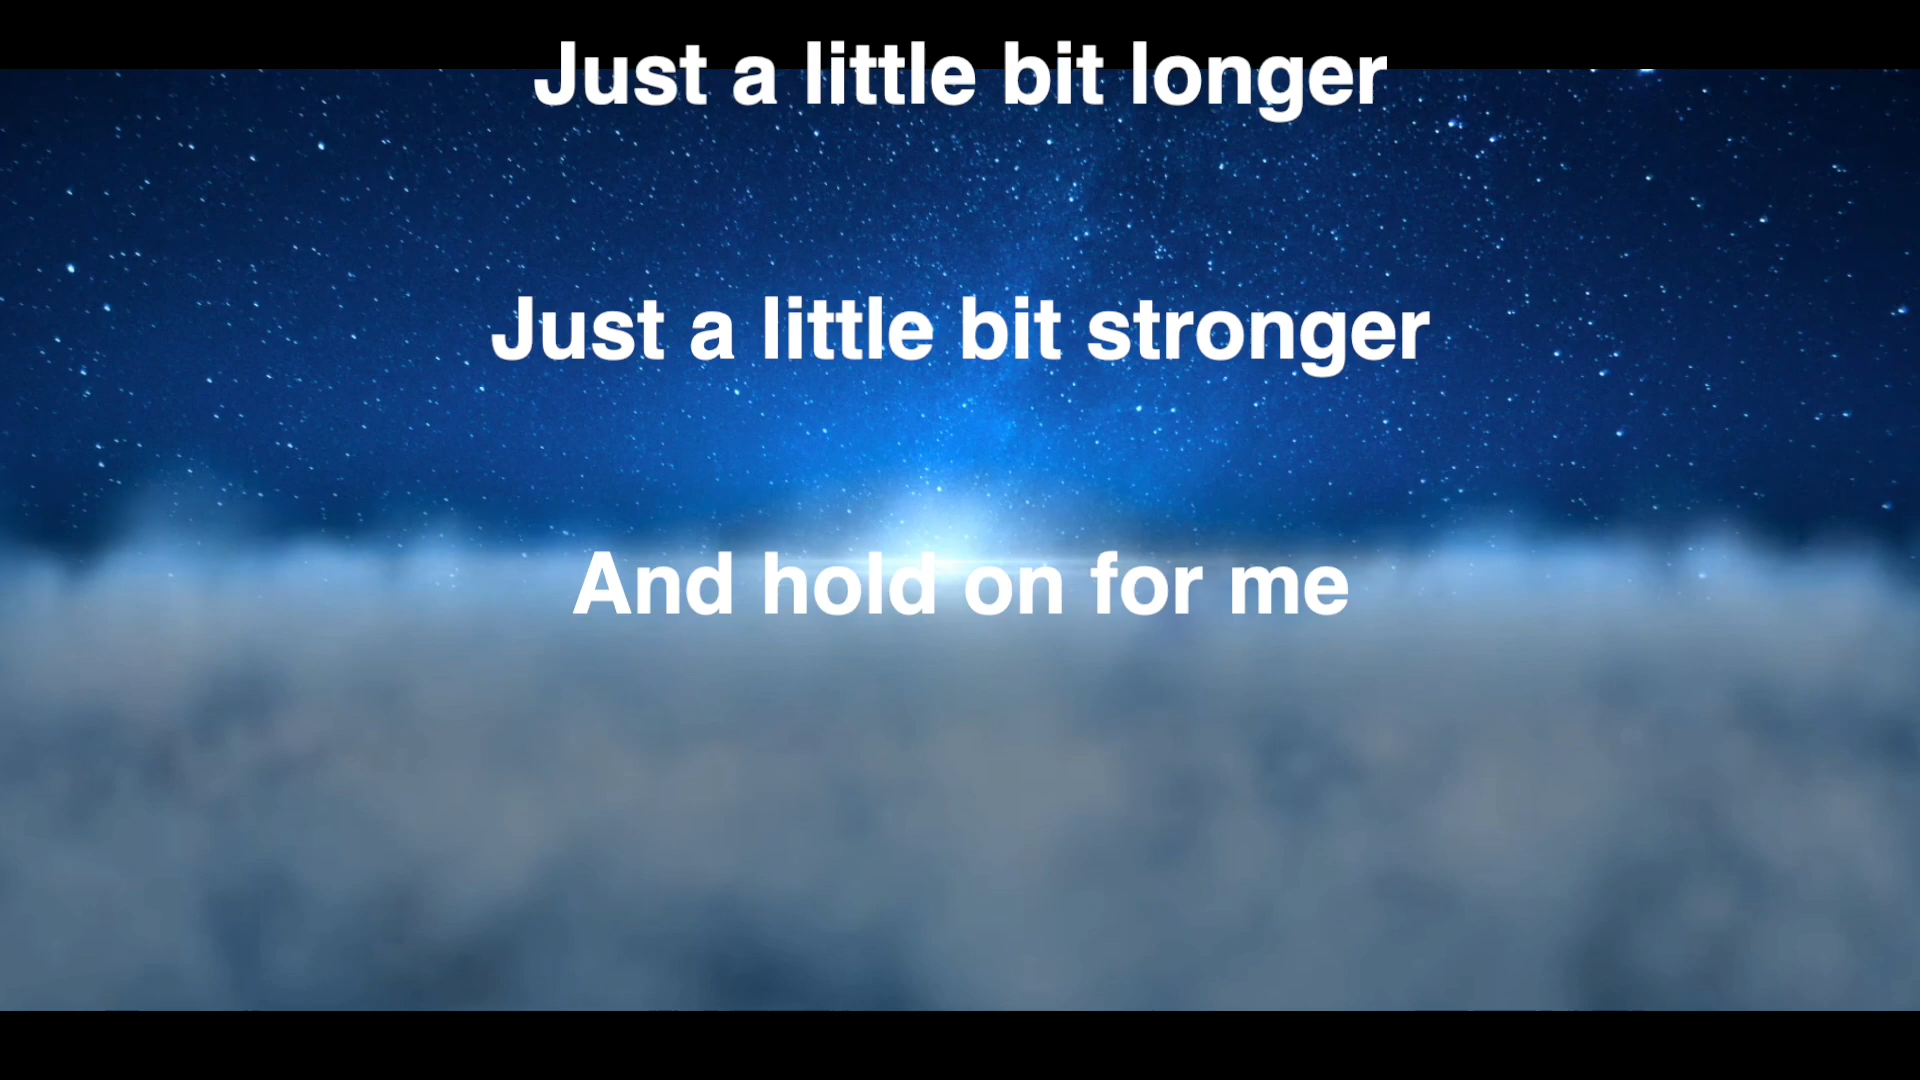 Just a little bit longer
Just a little bit stronger
And hold on for me